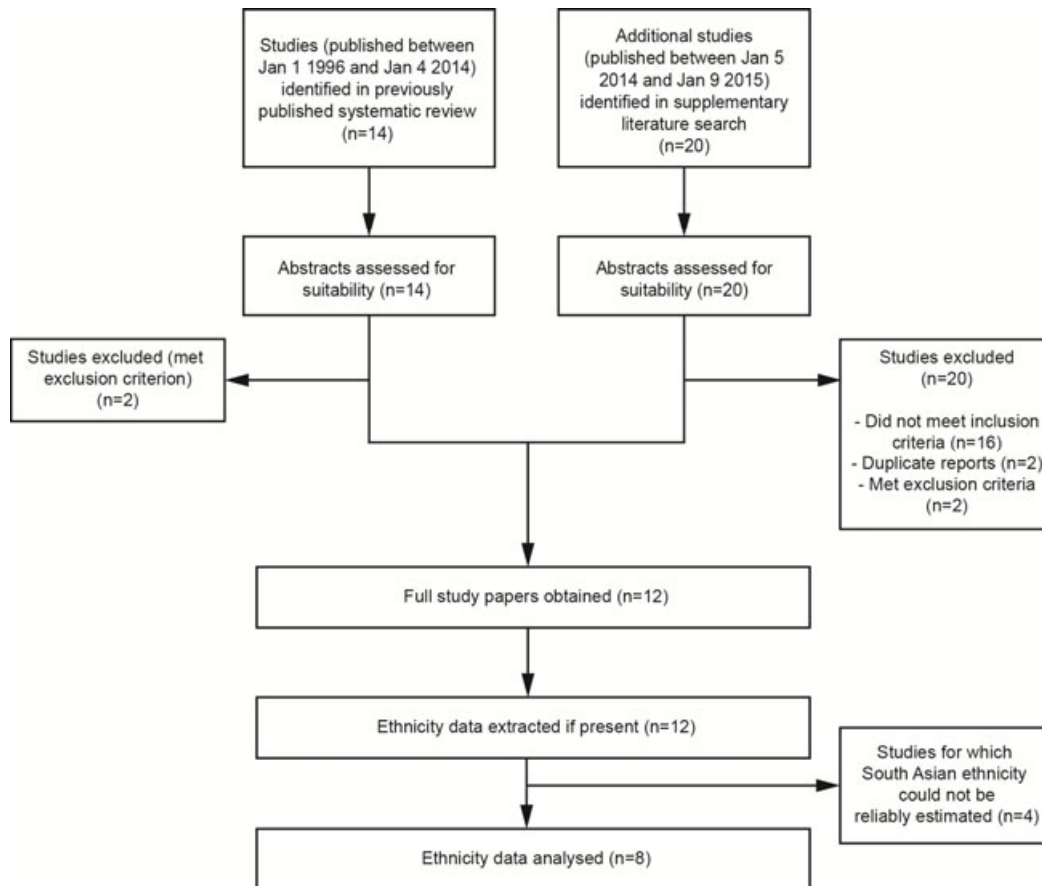 Studies (published between
Jan 1 1996 and Jan 4 2014)
identified in previously
published systematic review
(n=14)
Additional studies
(published between Jan 5
2014 and Jan 9 2015)
identified in supplementary
literature search
(n=20)
Abstracts assessed for
suitability (n=14)
Abstracts assessed for
suitability (n=20)
Studies excluded (met
exclusion criterion)
(n=2)
Studies excluded
(n=20)
- Did not meet inclusion
criteria (n=16)
- Duplicate reports (n=2)
- Met exclusion criteria
(n=2)
Full study papers obtained (n=12)
Ethnicity data extracted if present (n=12)
Studies for which
South Asian ethnicity
could not be
reliably estimated (n=4)
Ethnicity data analysed (n=8)